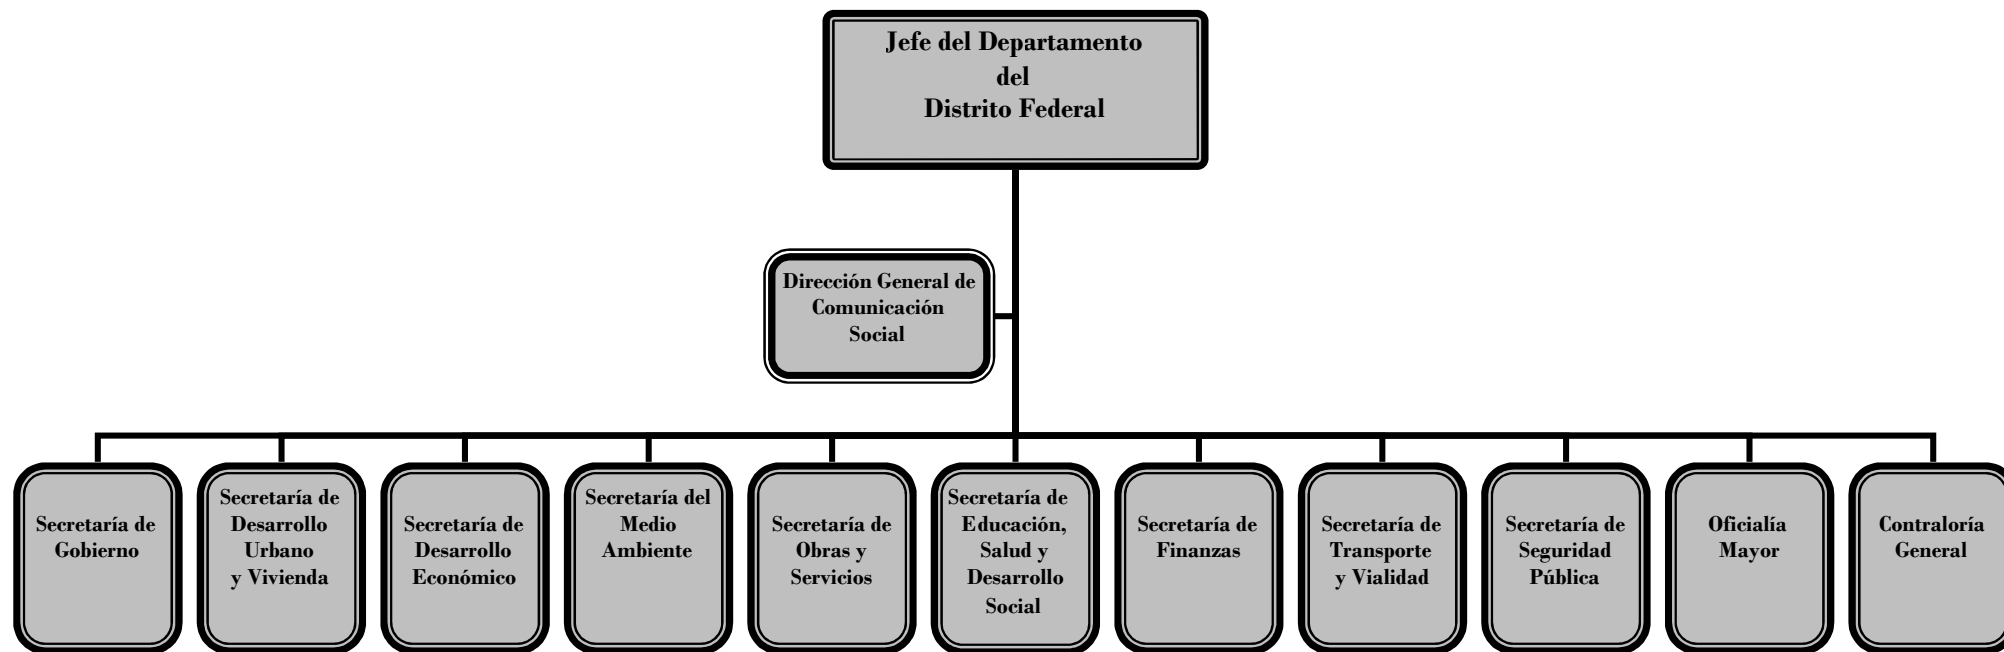 Jefe del Departamento
del
Distrito Federal
Dirección General de
Comunicación
Social
Secretaría de
Gobierno
Secretaría de
Desarrollo
Urbano
y Vivienda
Secretaría de
Desarrollo
Económico
Secretaría del
Medio
Ambiente
Secretaría de
Obras y
Servicios
Secretaría de
Educación,
Salud y
Desarrollo
Social
Secretaría de
Finanzas
Secretaría de
Transporte
y Vialidad
Secretaría de
Seguridad
Pública
Oficialía
Mayor
Contraloría
General